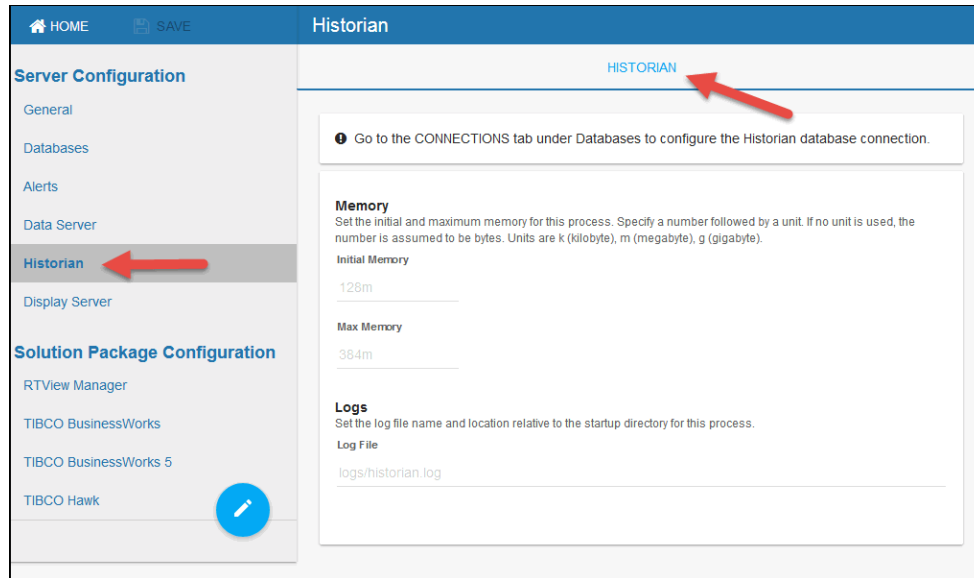 HOME SAVE Historian
Server Configuration
General
Databases
Alerts
Data Server
Historian
Display Server
Solution Package Configuration
RTView Manager
TIBCO BusinessWorks
TIBCO BusinessWorks 5
TIBCO Hawk
HISTORIAN
Go to the CONNECTIONS tab under Databases to configure the Historian database connection.
Memory
Set the initial and maximum memory for this process. Specify a number followed by a unit. If no unit is used, the
number is assumed to be bytes. Units are k (kilobyte), m (megabyte), g (gigabyte).
Initial Memory
128m
Max Memory
384m
Logs
Set the log file name and location relative to the startup directory for this process.
Log File
logs/historian.log